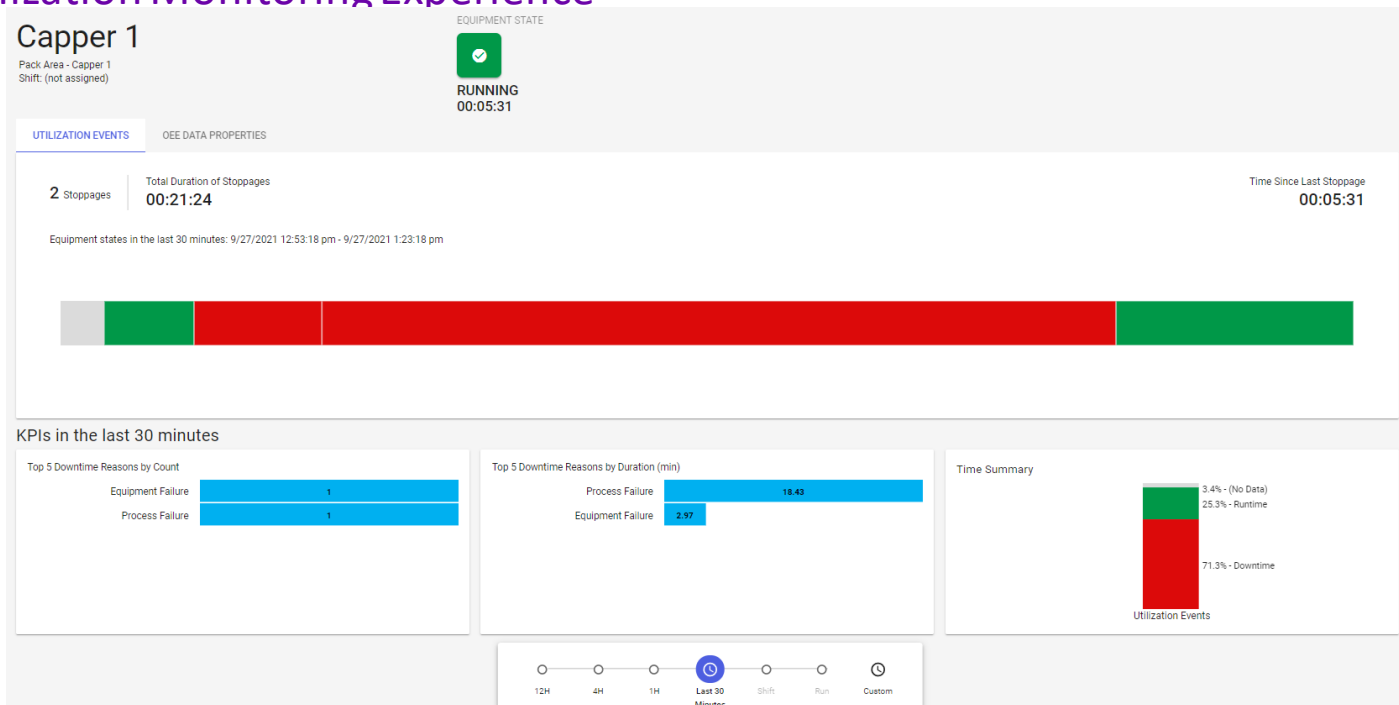 lization Monitoring Experience
Capper 1
Pack Area - Capper 1
Shift: (not assigned)
EQUIPMENT STATE
RUNNING
00:05:31
UTILIZATION EVENTS
OEE DATA PROPERTIES
2 Stoppages
Total Duration of Stoppages
00:21:24
Time Since Last Stoppage
00:05:31
Equipment states in the last 30 minutes: 9/27/2021 12:53:18 pm - 9/27/2021 1:23:18 pm
KPIs in the last 30 minutes
Top 5 Downtime Reasons by Count
Equipment Failure 1
Process Failure 1
Top 5 Downtime Reasons by Duration (min)
Process Failure 18.43
Equipment Failure 2.97
Time Summary
3.4% - (No Data)
25.3% - Runtime
71.3% - Downtime
Utilization Events
12H
4H
1H
Last 30
Minutes
Shift
Run
Custom